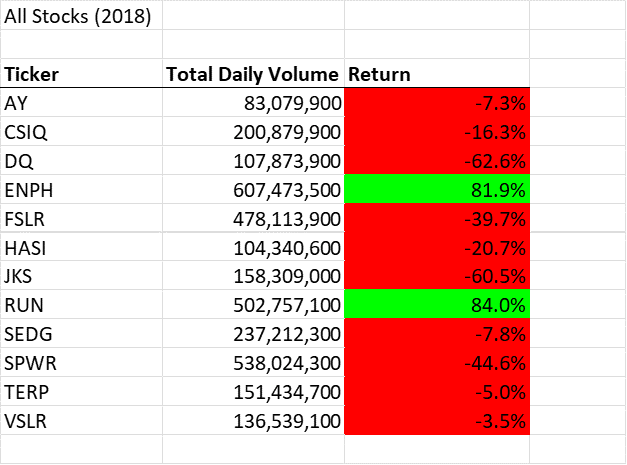 All Stocks (2018)
Ticker Total Daily Volume Return
AY 83,079,900 -7.3%
CSIQ 200,879,900 -16.3%
DQ 107,873,900 -62.6%
ENPH 607,473,500 81.9%
FSLR 478,113,900 -39.7%
HASI 104,340,600 -20.7%
JKS 158,309,000 -60.5%
RUN 502,757,100 84.0%
SEDG 237,212,300 -7.8%
SPWR 538,024,300 -44.6%
TERP 151,434,700 -5.0%
VSLR 136,539,100 -3.5%